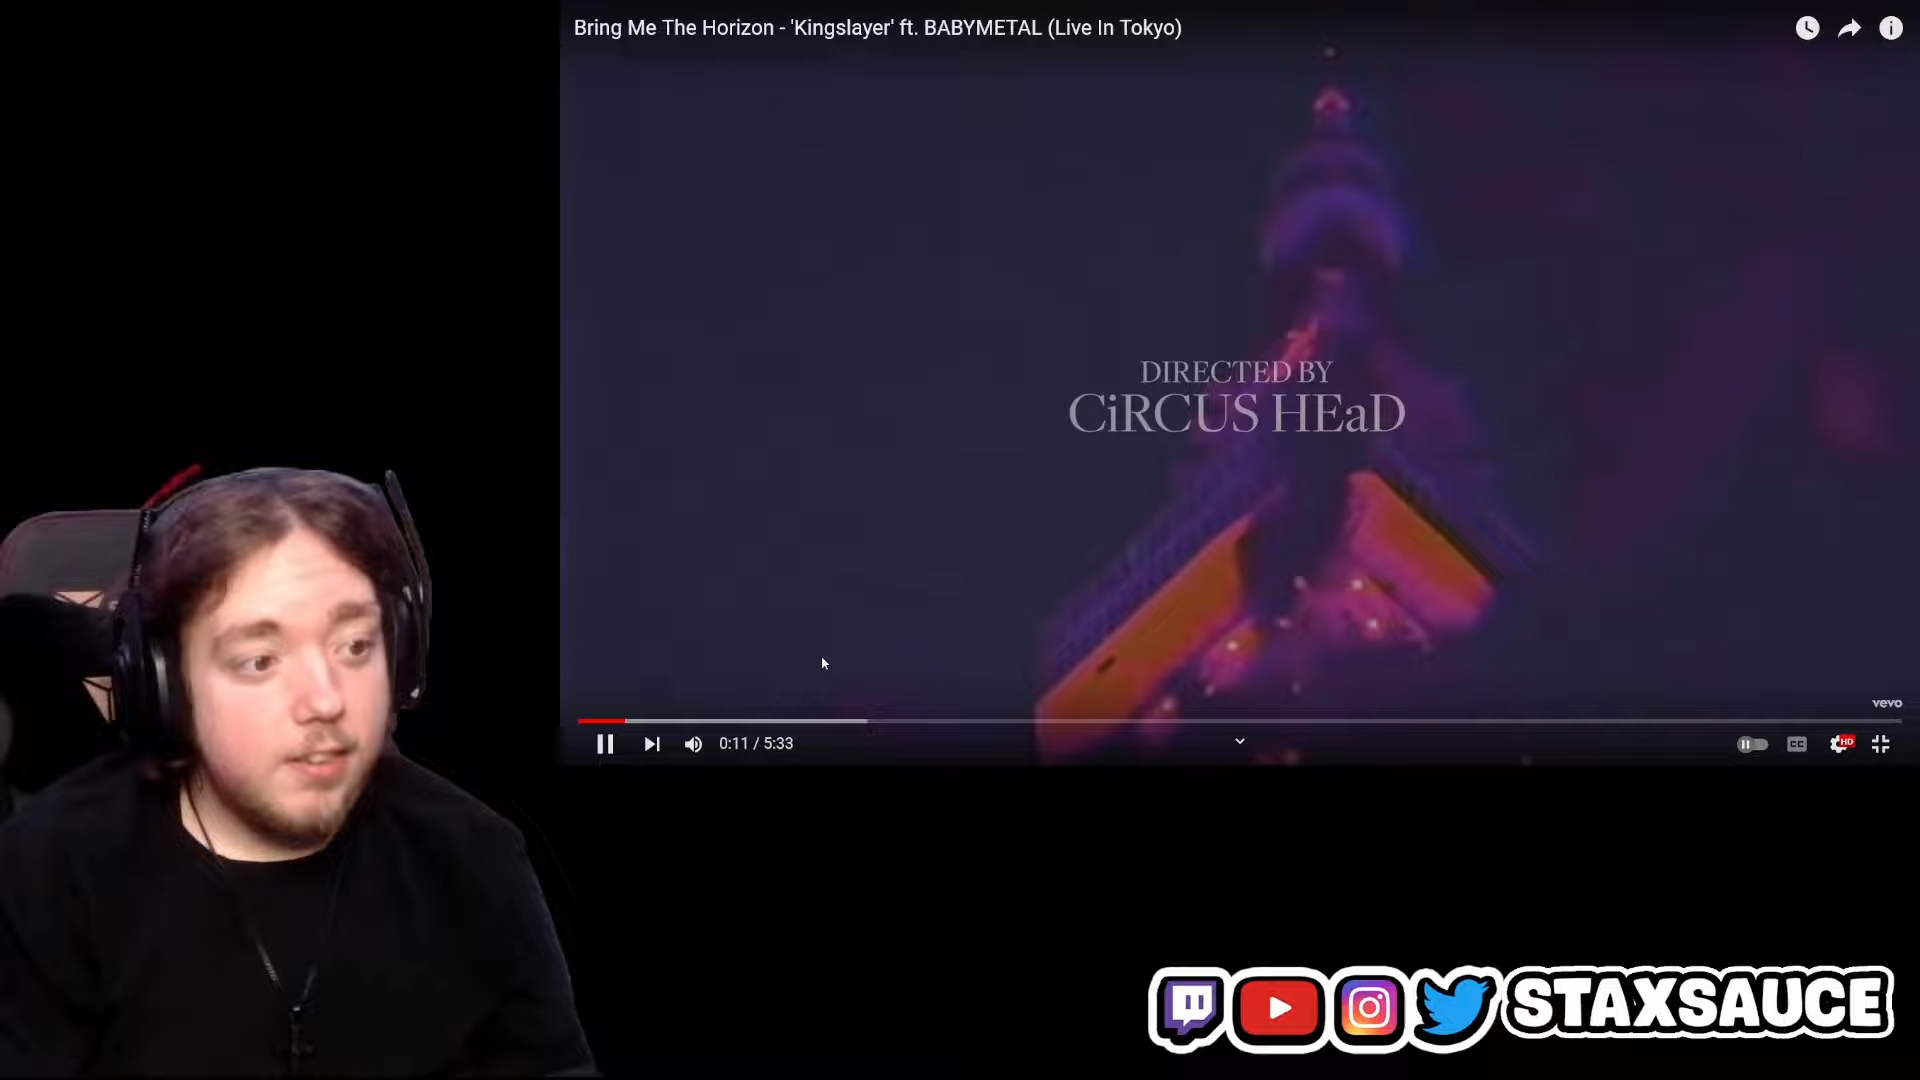 Bring Me The Horizon - 'Kingslayer' ft. BABYMETAL (Live In Tokyo)
DIRECTED BY
CiRCUS HEaD
vevo
0:11 / 5:33
CC
HD
STAXSAUCE